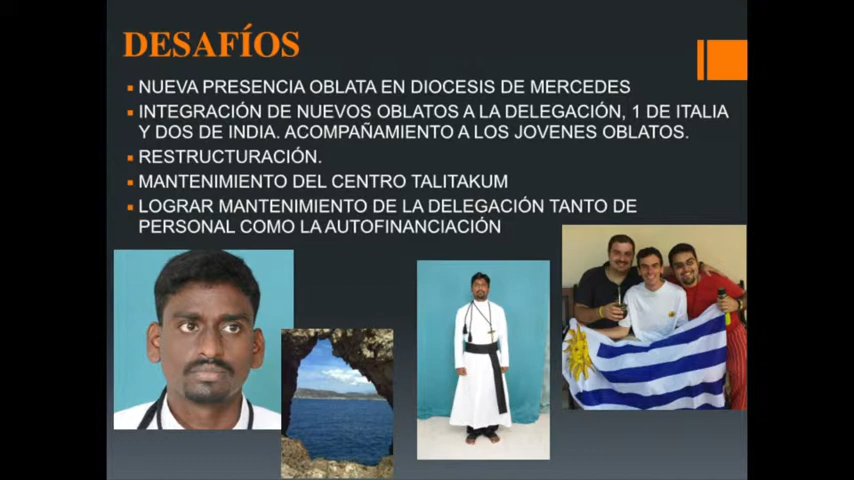 DESAFÍOS
NUEVA PRESENCIA OBLATA EN DIOCESIS DE MERCEDES
INTEGRACIÓN DE NUEVOS OBLATOS A LA DELEGACIÓN, 1 DE ITALIA
Y DOS DE INDIA. ACOMPAÑAMIENTO A LOS JOVENES OBLATOS.
RESTRUCTURACIÓN.
MANTENIMIENTO DEL CENTRO TALITAKUM
LOGRAR MANTENIMIENTO DE LA DELEGACIÓN TANTO DE
PERSONAL COMO LA AUTOFINANCIACIÓN